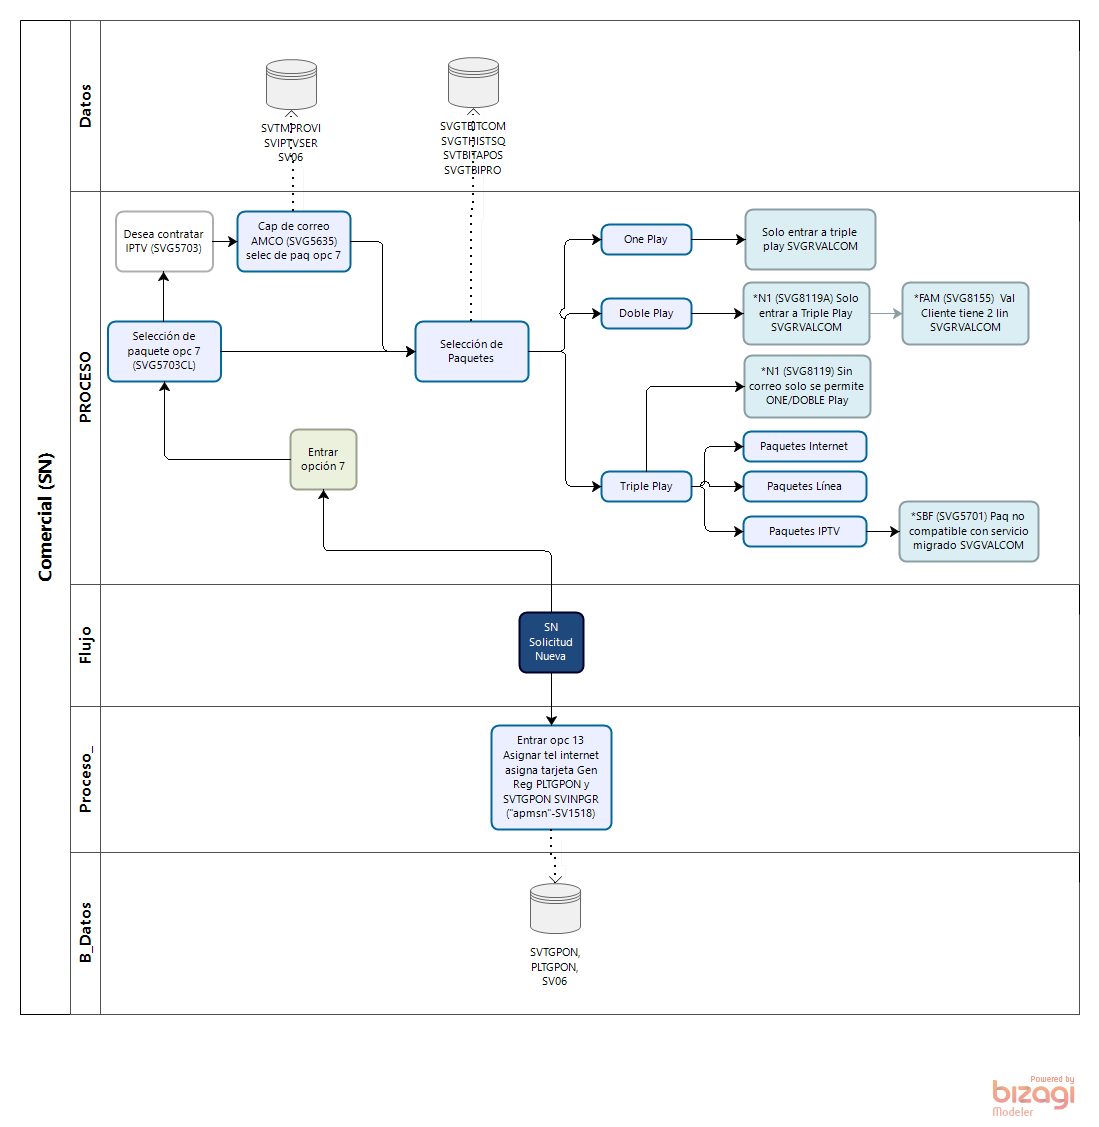 Comercial (SN)
Datos
SVTMPROVI
SVIPTVSER
SV06
SVGTBTCOM
SVGTHISTSQ
SVTBITAPOS
SVGTBIPRO
PROCESO
Desea contratar
IPTV (SVG5703)
Cap de correo
AMCO (SVG5635)
selec de paq opc 7
Selección de
paquete opc 7
(SVG5703CL)
Selección de
Paquetes
Entrar
opción 7
One Play
Solo entrar a triple
play SVGRVALCOM
Doble Play
*N1 (SVG8119A) Solo
entrar a Triple Play
SVGRVALCOM
*FAM (SVG8155) Val
Cliente tiene 2 lin
SVGRVALCOM
*N1 (SVG8119) Sin
correo solo se permite
ONE/DOBLE Play
Triple Play
Paquetes Internet
Paquetes Línea
Paquetes IPTV
*SBF (SVG5701) Paq no
compatible con servicio
migrado SVGVALCOM
Flujo
SN
Solicitud
Nueva
Proceso_
Entrar opc 13
Asignar tel internet
asigna tarjeta Gen
Reg PLTGPON y
SVTGPON SVINPGR
("apmsn"-SV1518)
B_Datos
SVTGPON,
PLTGPON,
SV06
Powered by
bizagi
Modeler